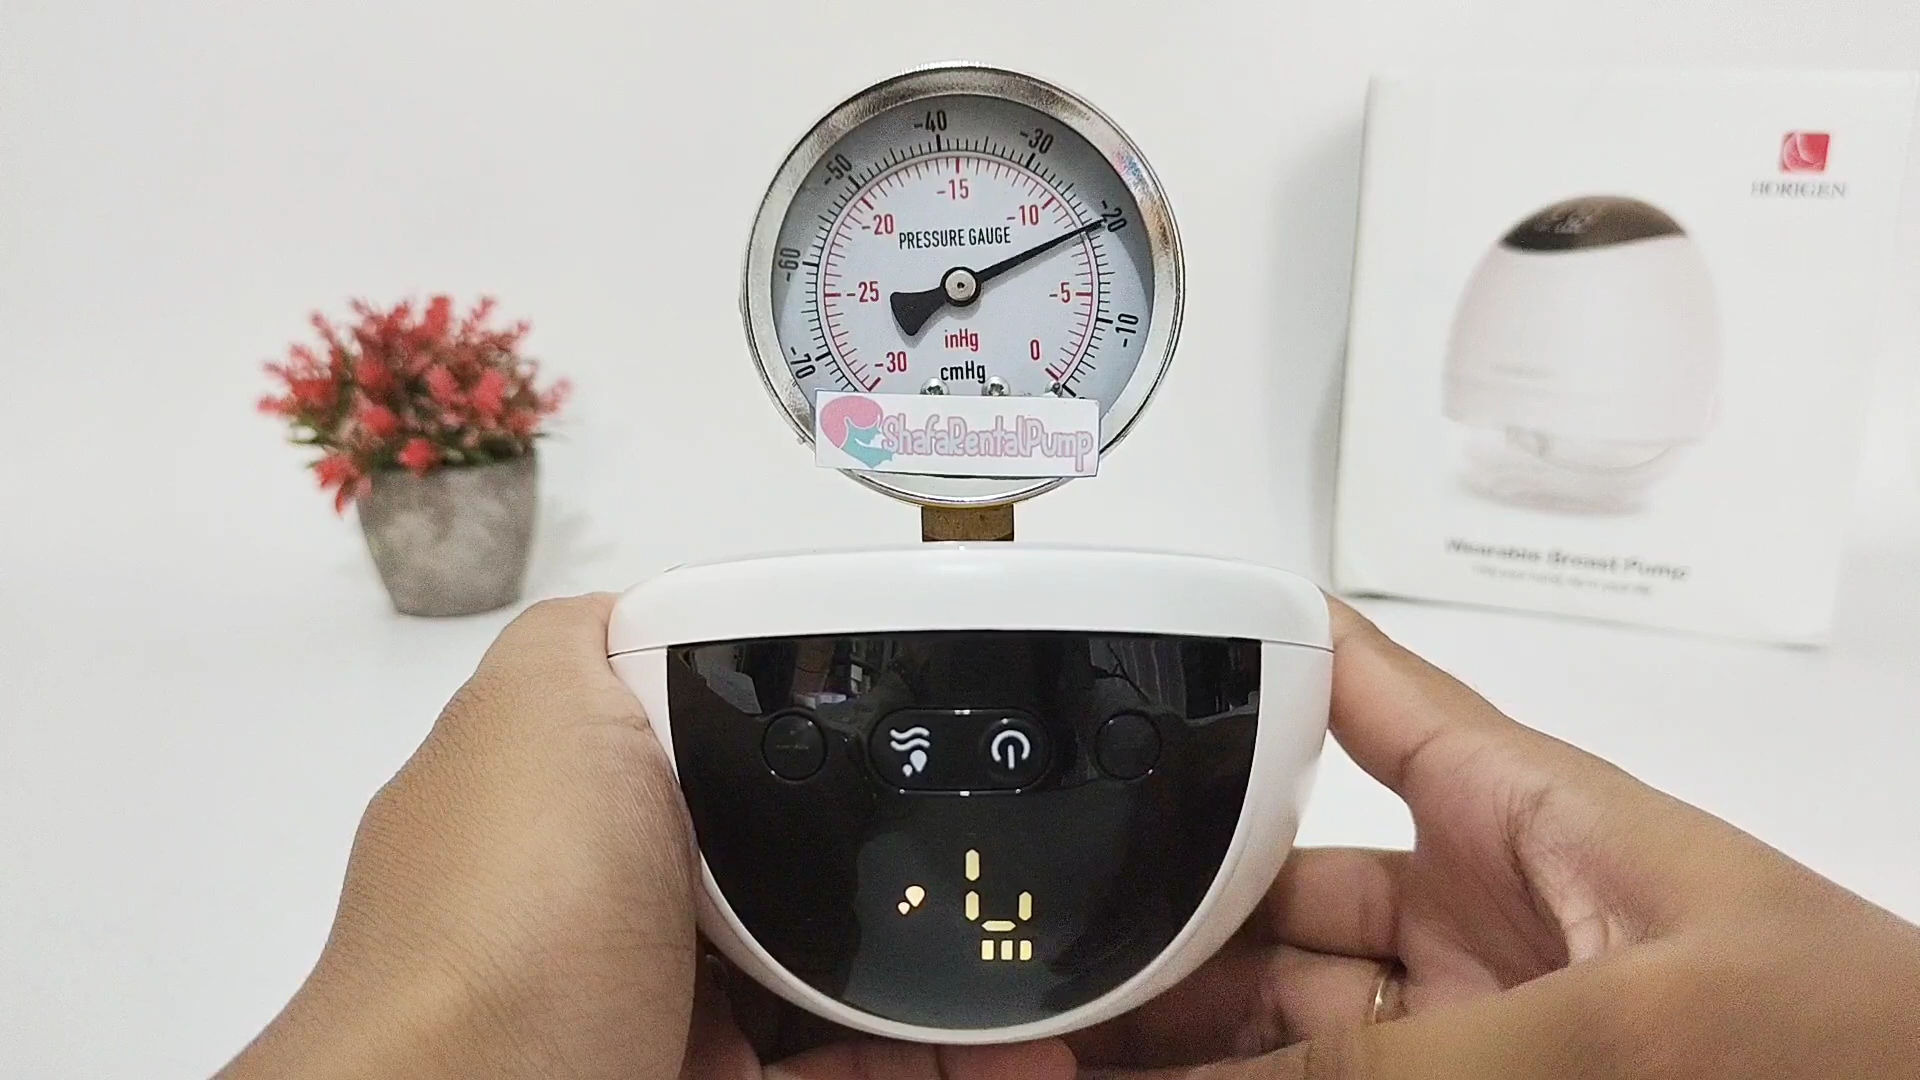 -40
-30
-50
-20
-60
-10
-70
-15
-20
-10
-25
-5
-30
0
PRESSURE GAUGE
inHg
cmHg
ShafaRentalPump
HORIGEN
Wearable Breast Pump